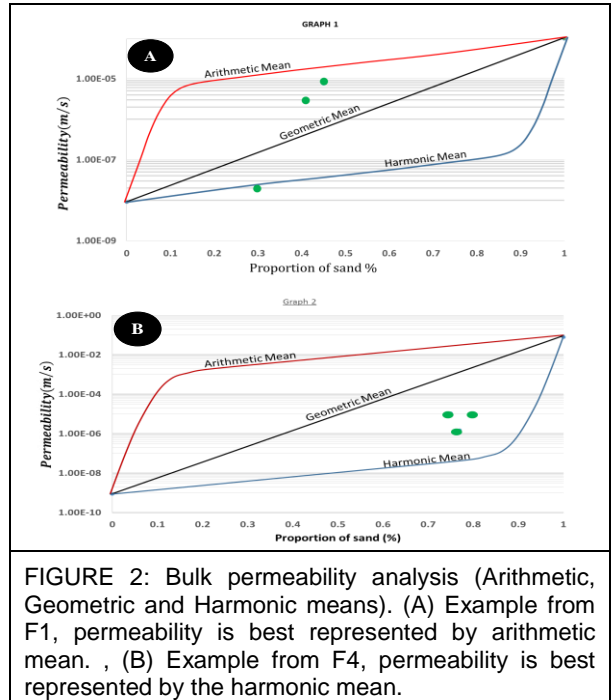 GRAPH 1
A
Arithmetic Mean
Geometric Mean
Harmonic Mean
Permeability(m/s)
1.00E-05
1.00E-07
1.00E-09
0 0.1 0.2 0.3 0.4 0.5 0.6 0.7 0.8 0.9 1
Proportion of sand %
Graph 2
B
Arithmetic Mean
Geometric Mean
Harmonic Mean
Permeability(m/s)
1.00E+00
1.00E-02
1.00E-04
1.00E-06
1.00E-08
1.00E-10
0 0.1 0.2 0.3 0.4 0.5 0.6 0.7 0.8 0.9 1
Proportion of sand (%)
FIGURE 2: Bulk permeability analysis (Arithmetic,
Geometric and Harmonic means). (A) Example from
F1, permeability is best represented by arithmetic
mean. , (B) Example from F4, permeability is best
represented by the harmonic mean.